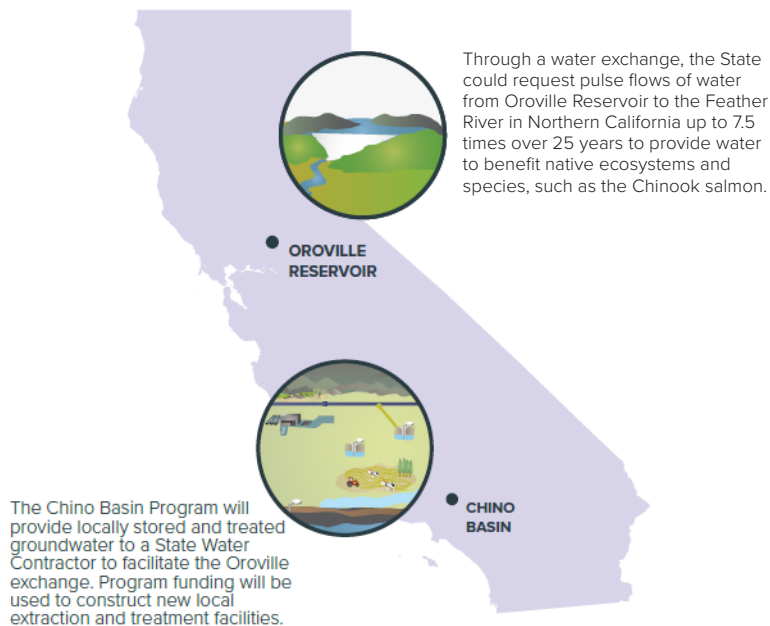 Through a water exchange, the State
could request pulse flows of water
from Oroville Reservoir to the Feather
River in Northern California up to 7.5
times over 25 years to provide water
to benefit native ecosystems and
species, such as the Chinook salmon.
OROVILLE
RESERVOIR
The Chino Basin Program will
provide locally stored and treated
groundwater to a State Water
Contractor to facilitate the Oroville
exchange. Program funding will be
used to construct new local
extraction and treatment facilities.
CHINO
BASIN